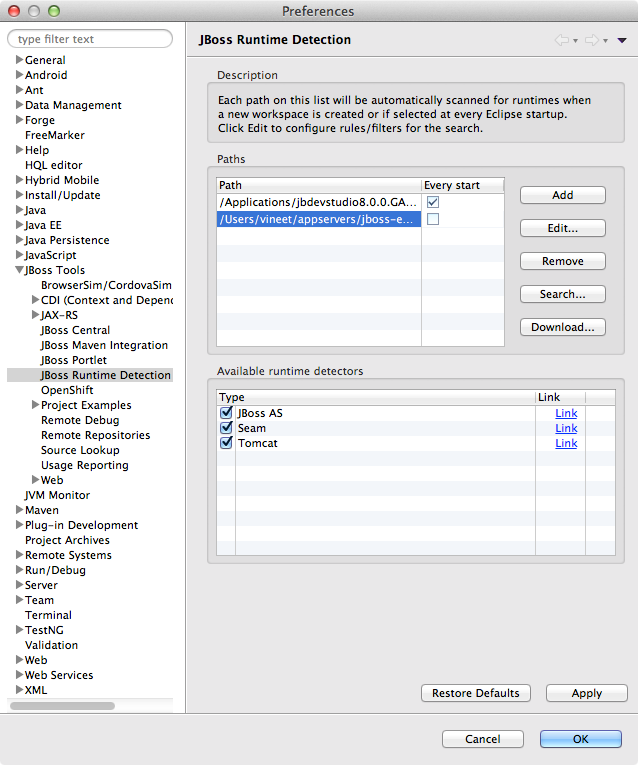 Preferences
type filter text
General
Android
Ant
Data Management
Forge
FreeMarker
Help
HQL editor
Hybrid Mobile
Install/Update
Java
Java EE
Java Persistence
JavaScript
JBoss Tools
BrowserSim/CordovaSim
CDI (Context and Depend
JAX-RS
JBoss Central
JBoss Maven Integration
JBoss Portlet
JBoss Runtime Detection
OpenShift
Project Examples
Remote Debug
Remote Repositories
Source Lookup
Usage Reporting
Web
JVM Monitor
Maven
Plug-in Development
Project Archives
Remote Systems
Run/Debug
Server
Team
Terminal
TestNG
Validation
Web
Web Services
XML
JBoss Runtime Detection
Description
Each path on this list will be automatically scanned for runtimes when
a new workspace is created or if selected at every Eclipse startup.
Click Edit to configure rules/filters for the search.
Paths
Path Every start
/Applications/jbdevstudio8.0.0.GA...
/Users/vineet/appservers/jboss-e...
Add
Edit...
Remove
Search...
Download...
Available runtime detectors
Type Link
JBoss AS Link
Seam Link
Tomcat Link
Restore Defaults Apply
Cancel OK